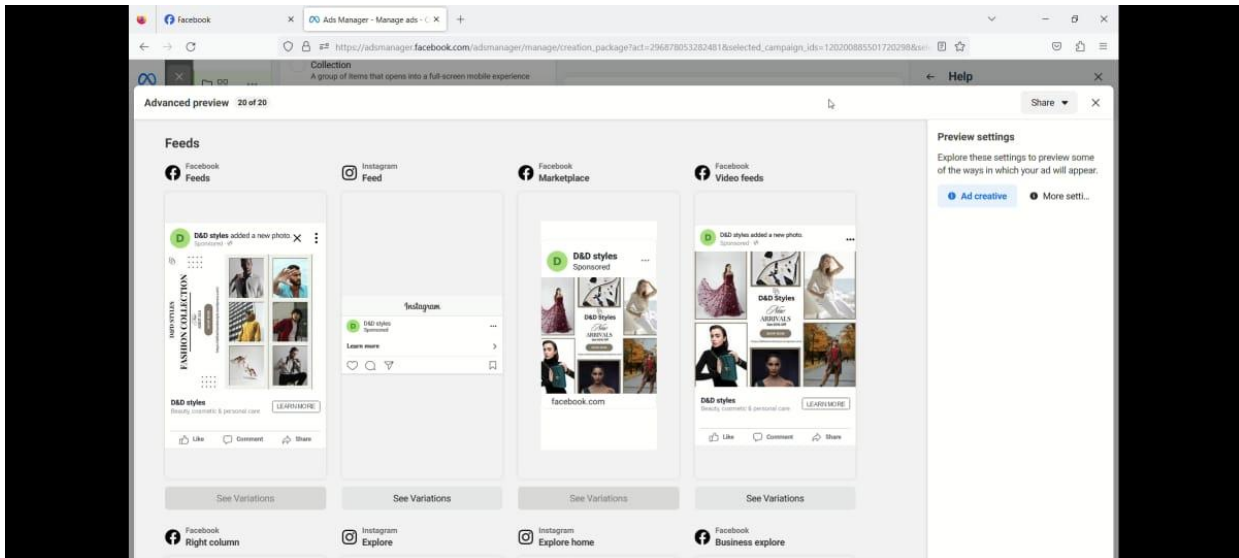 Facebook
Ads Manager - Manage ads - C
https://adsmanager.facebook.com/adsmanager/manage/creation_package?act=296878053282481&selected_campaign_ids=120200885501720298&sel
Collection
A group of items that opens into a full-screen mobile experience
Help
Advanced preview 20 of 20
Share
Preview settings
Explore these settings to preview some
of the ways in which your ad will appear.
Ad creative
More setti...
Feeds
Facebook
Feeds
D&D styles added a new photo.
Sponsored
D&D STYLES
FASHION COLLECTION
D&D styles
Beauty, cosmetic & personal care
LEARN MORE
Like Comment Share
See Variations
Instagram
Feed
Instagram
D&D styles
Sponsored
Learn more
See Variations
Facebook
Marketplace
D&D styles
Sponsored
D&D Styles
New
ARRIVALS
facebook.com
See Variations
Facebook
Video feeds
D&D styles added a new photo.
Sponsored
D&D Styles
New
ARRIVALS
D&D styles
Beauty, cosmetic & personal care
LEARN MORE
Like Comment Share
See Variations
Facebook
Right column
Instagram
Explore
Instagram
Explore home
Facebook
Business explore